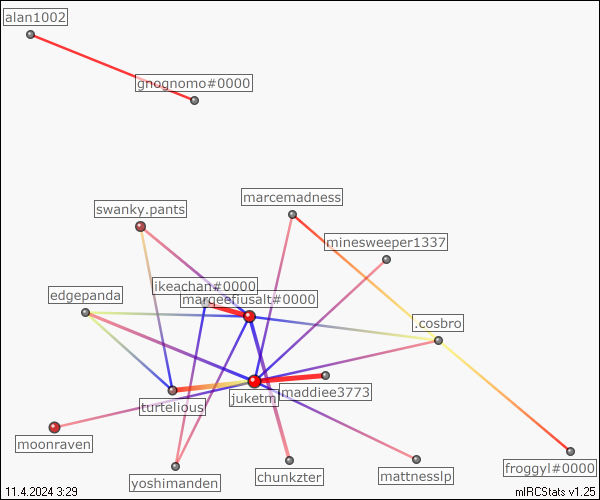 alan1002
gnognomo#0000
marcemadness
swanky.pants
minesweeper1337
ikeachan#0000
edgepanda
marqeefiusalt#0000
.cosbro
maddiee3773
juketm
turtelious
moonraven
froggyl#0000
chunkzter
mattnesslp
yoshimanden
11.4.2024 3:29
mIRCStats v1.25